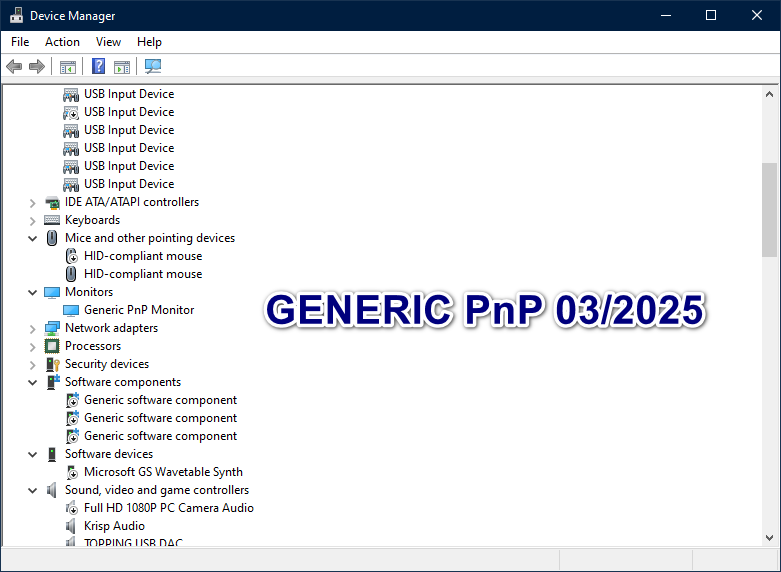 Device Manager
File Action View Help
USB Input Device
USB Input Device
USB Input Device
USB Input Device
USB Input Device
USB Input Device
IDE ATA/ATAPI controllers
Keyboards
Mice and other pointing devices
HID-compliant mouse
HID-compliant mouse
Monitors
Generic PnP Monitor
GENERIC PnP 03/2025
Network adapters
Processors
Security devices
Software components
Generic software component
Generic software component
Generic software component
Software devices
Microsoft GS Wavetable Synth
Sound, video and game controllers
Full HD 1080P PC Camera Audio
Krisp Audio
TOPPING USB DAC